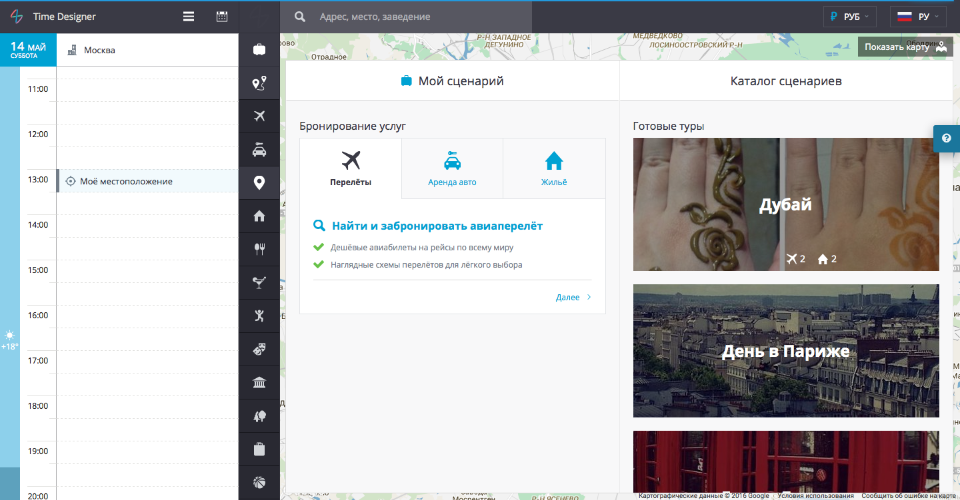 Time Designer
Адрес, место, заведение
РУБ
РУ
14 МАЙ
СУББОТА
Москва
11:00
12:00
13:00
Моё местоположение
14:00
15:00
16:00
+18°
17:00
18:00
19:00
20:00
Отрадное
Р-Н ЗАПАДНОЕ
ДЕГУНИНО
МЕДВЕДКОВО
ЛОСИНООСТРОВСКИЙ Р-Н
Показать карту
Мой сценарий
Каталог сценариев
Бронирование услуг
Перелёты
Аренда авто
Жильё
Найти и забронировать авиаперелёт
Дешёвые авиабилеты на рейсы по всему миру
Наглядные схемы перелётов для лёгкого выбора
Далее
Готовые туры
Дубай
2
2
День в Париже
Р-Н ЯСЕНЕВО
Картографические данные © 2016 Google
Условия использования
Сообщить об ошибке на карте